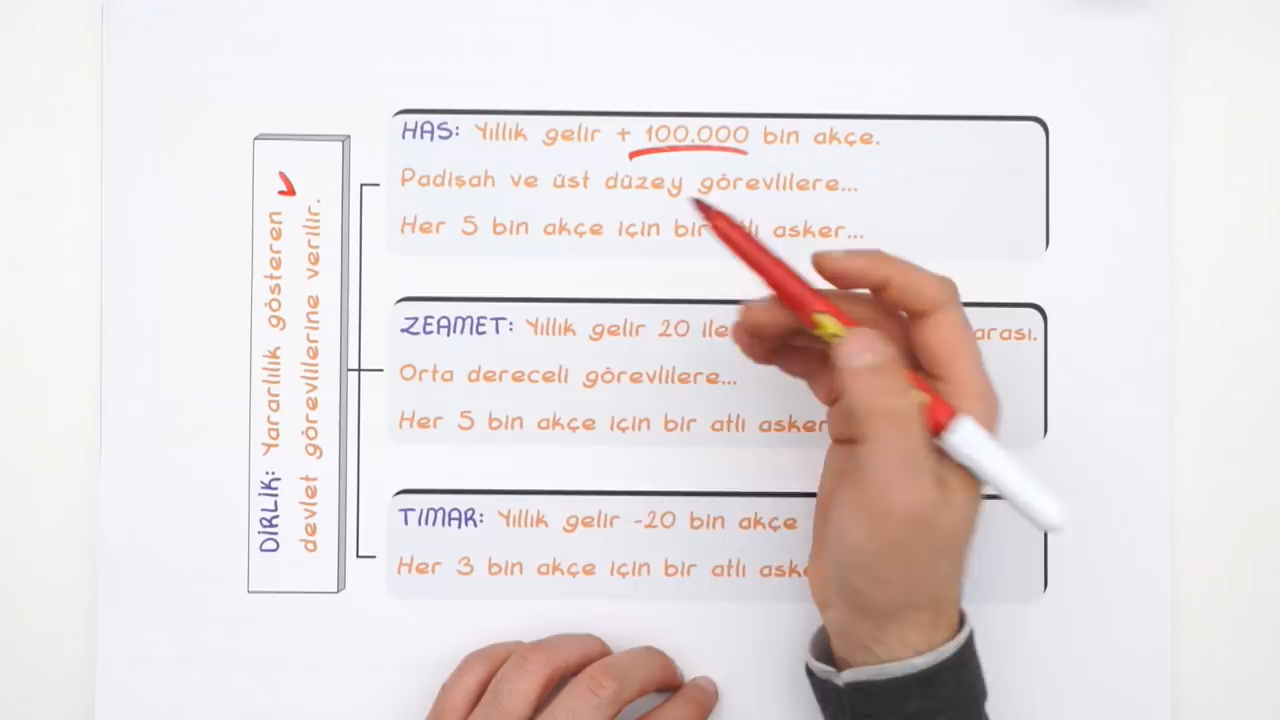 DİRLİK: Yararlılık gösteren
devlet görevlilerine verilir.
HAS: Yıllık gelir + 100.000 bin akçe.
Padişah ve üst düzey görevlilere...
Her 5 bin akçe için bir atlı asker...
ZEAMET: Yıllık gelir 20 ile arası.
Orta dereceli görevlilere...
Her 5 bin akçe için bir atlı asker
TIMAR: Yıllık gelir -20 bin akçe
Her 3 bin akçe için bir atlı